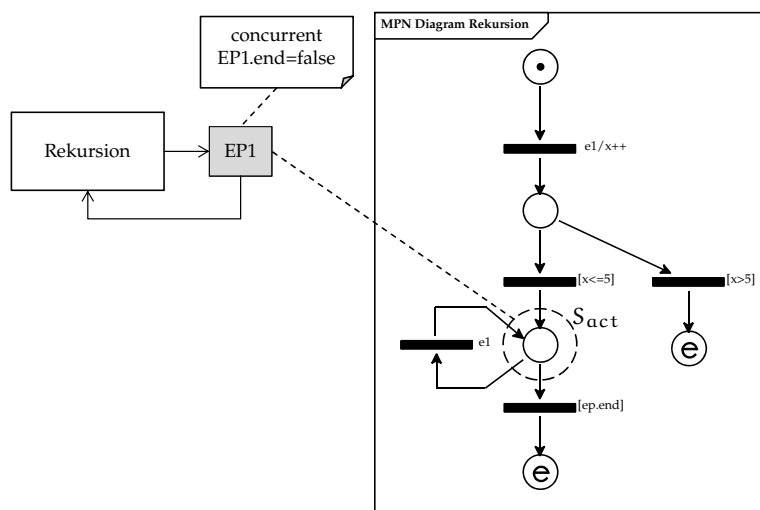 concurrent
EP1.end=false
Rekursion
EP1
MPN Diagram Rekursion
e1/x++
[x<=5]
[x>5]
Sact
e1
e
[ep.end]
e